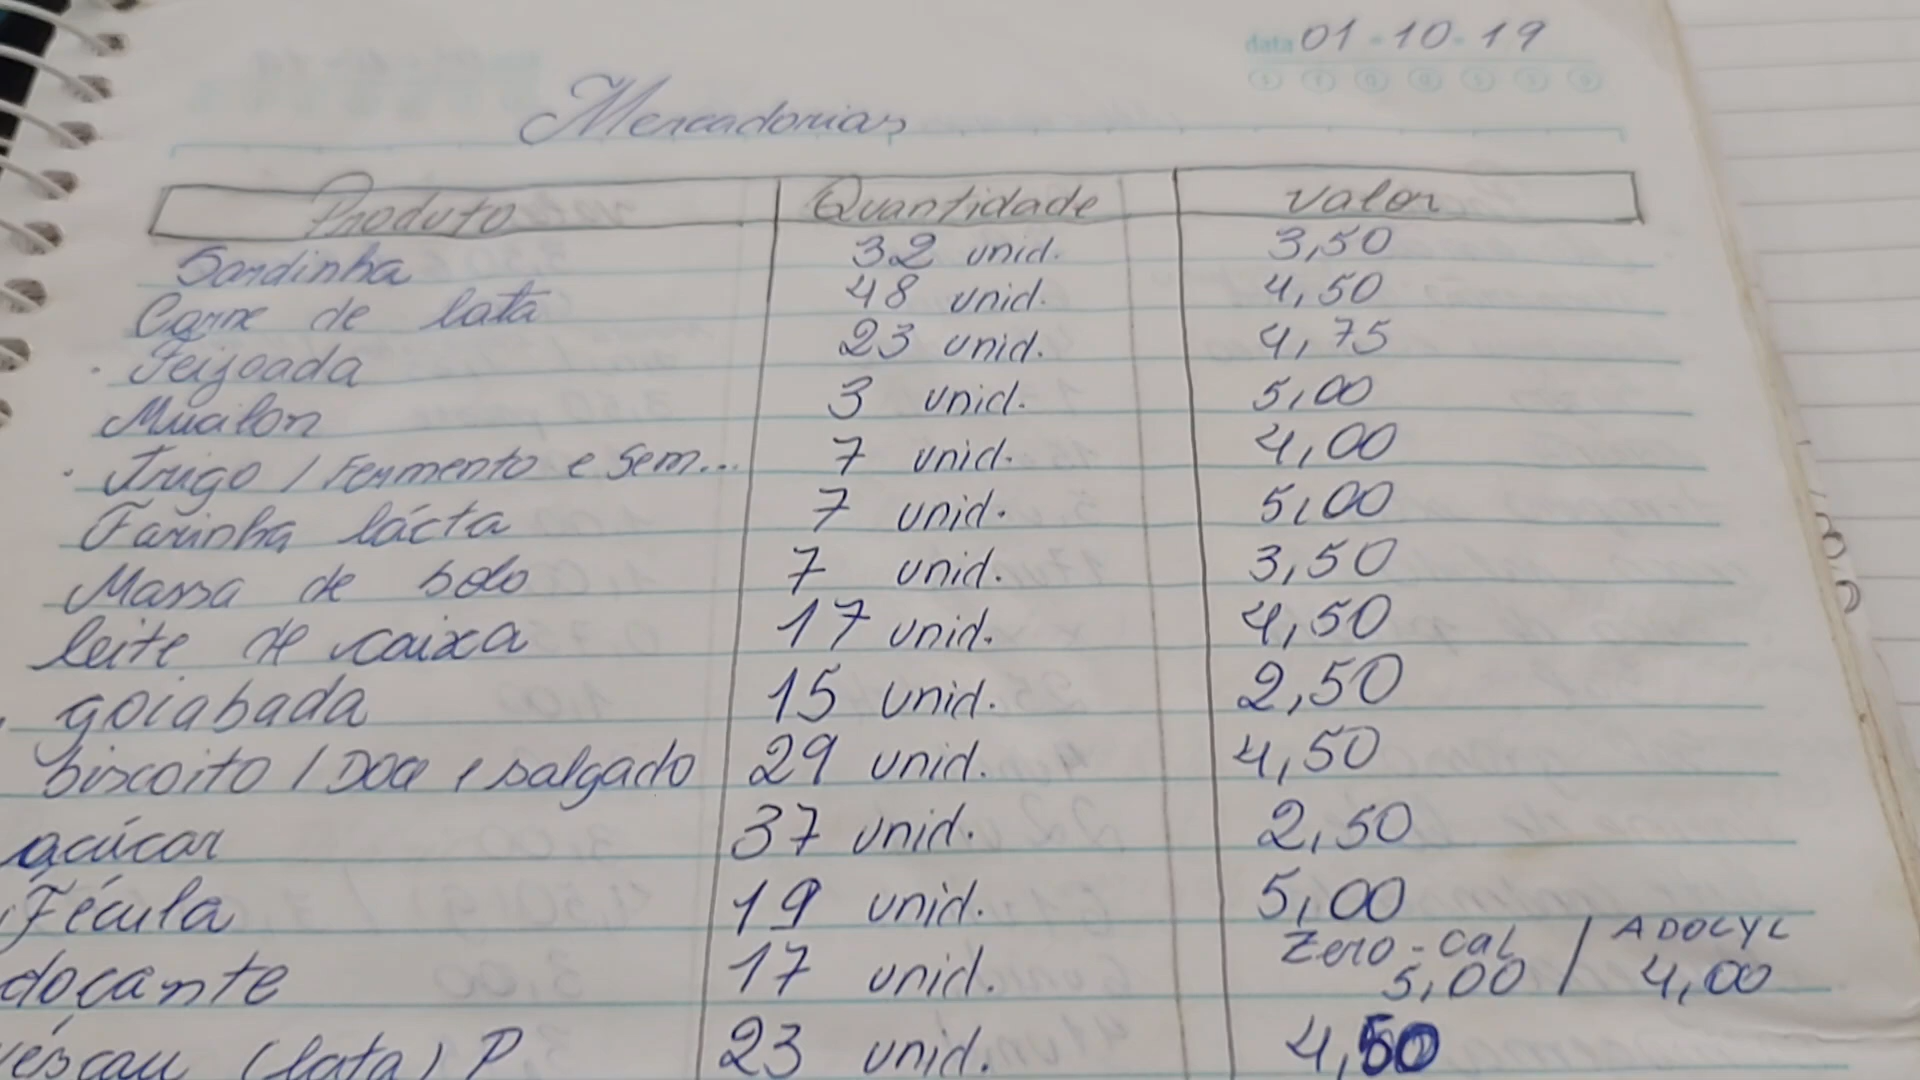 data 01-10-19
Mercadorias
Produto Quantidade Valor
Sardinha 32 unid. 3,50
Carne de lata 48 unid. 4,50
Feijoada 23 unid. 4,75
Mucilon 3 unid. 5,00
Trigo / Fermento e Sem... 7 unid. 4,00
Farinha lácta 7 unid. 5,00
Massa de bolo 7 unid. 3,50
leite de caixa 17 unid. 4,50
goiabada 15 unid. 2,50
biscoito / Doce e salgado 29 unid. 4,50
açúcar 37 unid. 2,50
Fécula 19 unid. 5,00
doçante 17 unid. Zero-Cal 5,00 / ADOCYL 4,00
éscau (lata) P 23 unid. 4,50